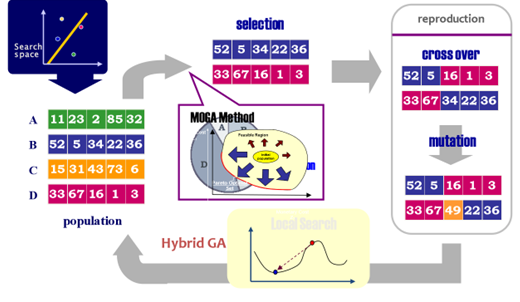 Search
space
selection
52 5 34 22 36
33 67 16 1 3
reproduction
cross over
52 5 16 1 3
33 67 34 22 36
mutation
52 5 16 1 3
33 67 49 22 36
A 11 23 2 85 32
B 52 5 34 22 36
C 15 31 43 73 6
D 33 67 16 1 3
population
MOGA Method
A
D
Feasible Region
on
Hybrid GA
Local Search